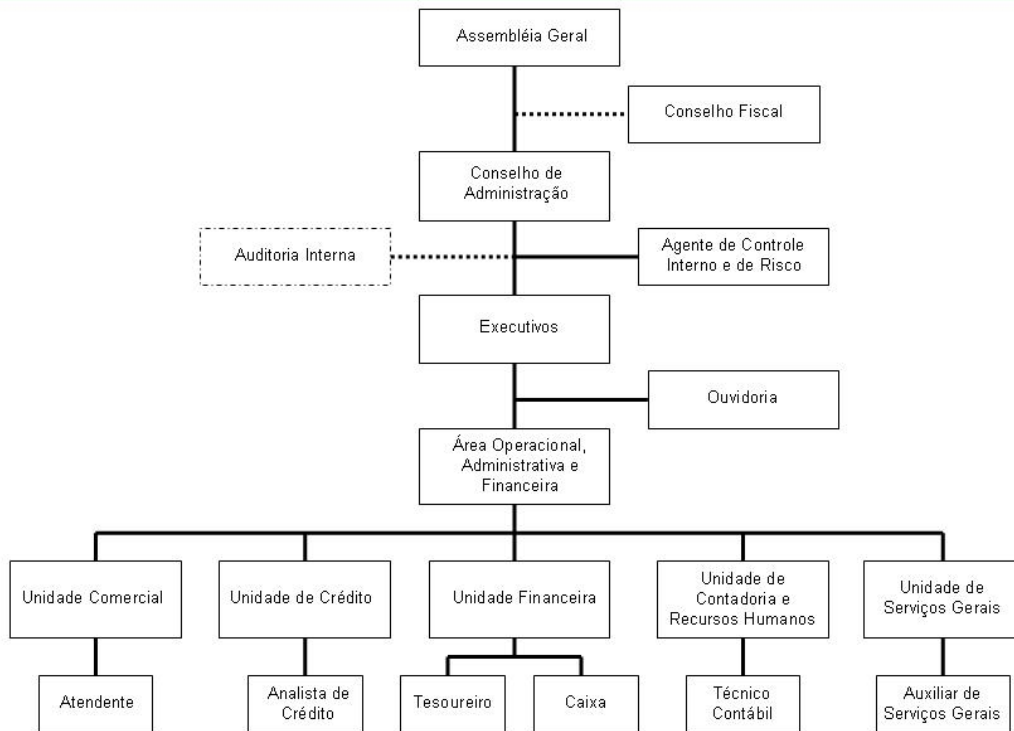 Assembléia Geral
Conselho Fiscal
Conselho de
Administração
Auditoria Interna
Agente de Controle
Interno e de Risco
Executivos
Ouvidoria
Área Operacional,
Administrativa e
Financeira
Unidade Comercial
Unidade de Crédito
Unidade Financeira
Unidade de
Contadoria e
Recursos Humanos
Unidade de
Serviços Gerais
Atendente
Analista de
Crédito
Tesoureiro
Caixa
Técnico
Contábil
Auxiliar de
Serviços Gerais